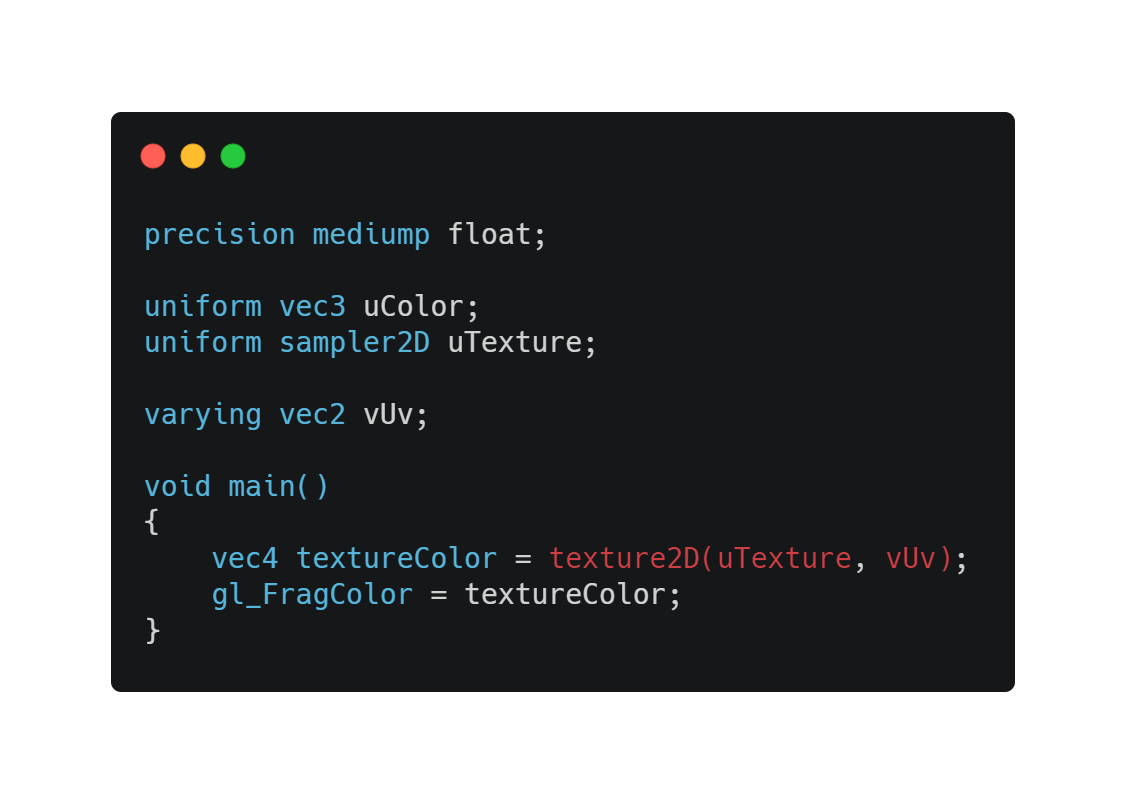 precision mediump float;
uniform vec3 uColor;
uniform sampler2D uTexture;
varying vec2 vUv;
void main()
{
    vec4 textureColor = texture2D(uTexture, vUv);
    gl_FragColor = textureColor;
}